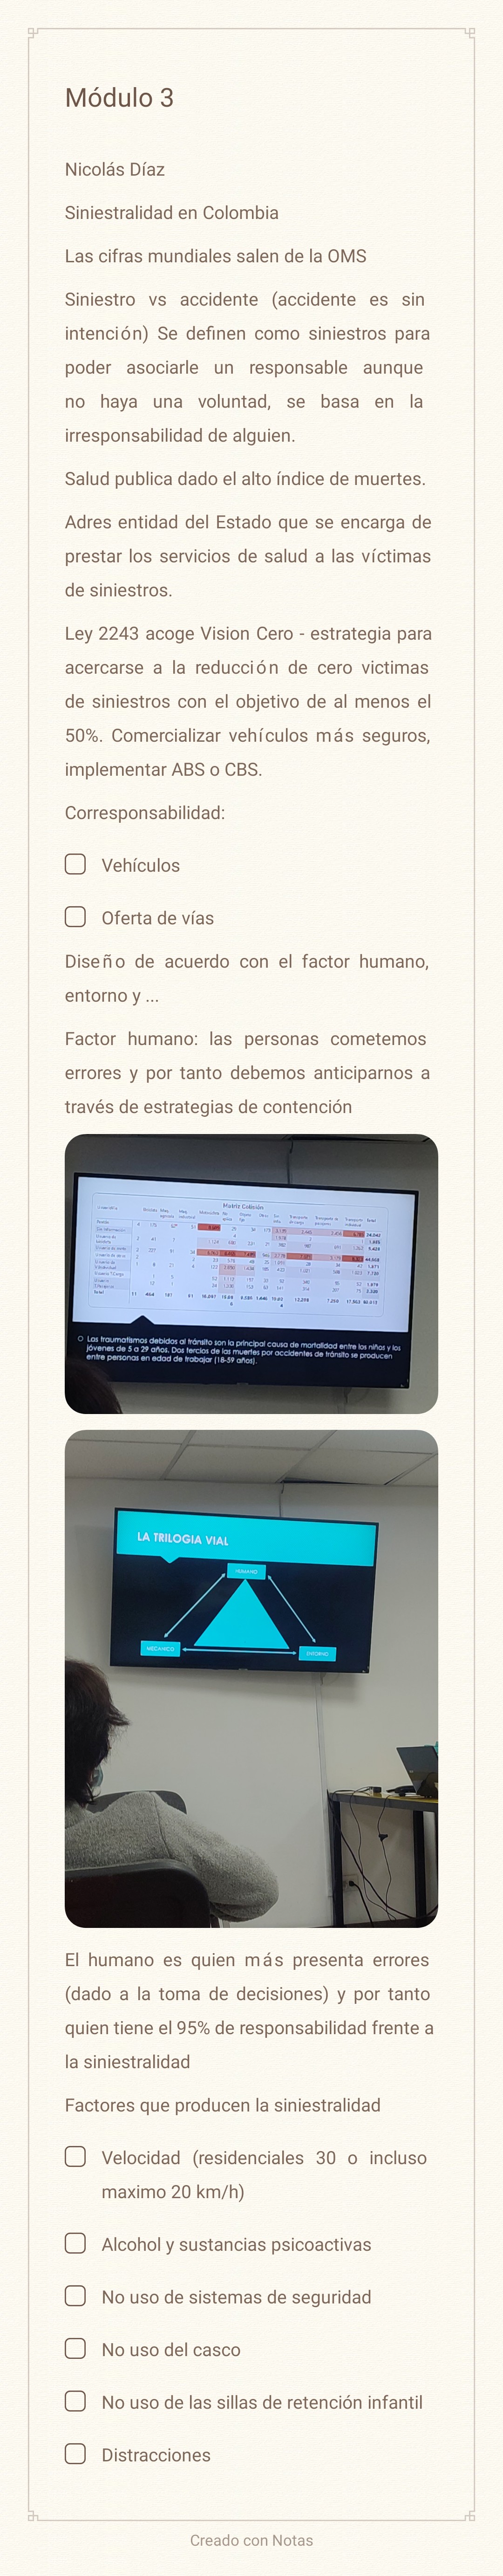 Módulo 3
Nicolás Díaz
Siniestralidad en Colombia
Las cifras mundiales salen de la OMS
Siniestro vs accidente (accidente es sin
intención) Se definen como siniestros para
poder asociarle un responsable aunque
no haya una voluntad, se basa en la
irresponsabilidad de alguien.
Salud publica dado el alto índice de muertes.
Adres entidad del Estado que se encarga de
prestar los servicios de salud a las víctimas
de siniestros.
Ley 2243 acoge Vision Cero - estrategia para
acercarse a la reducción de cero victimas
de siniestros con el objetivo de al menos el
50%. Comercializar vehículos más seguros,
implementar ABS o CBS.
Corresponsabilidad:
Vehículos
Oferta de vías
Diseño de acuerdo con el factor humano,
entorno y ...
Factor humano: las personas cometemos
errores y por tanto debemos anticiparnos a
través de estrategias de contención
Matriz Colisión
Los traumatismos debidos al tránsito son la principal causa de mortalidad entre los niños y los
jóvenes de 5 a 29 años. Dos tercios de las muertes por accidentes de tránsito se producen
entre personas en edad de trabajar (18-59 años).
LA TRILOGIA VIAL
HUMANO
MECANICO
ENTORNO
El humano es quien más presenta errores
(dado a la toma de decisiones) y por tanto
quien tiene el 95% de responsabilidad frente a
la siniestralidad
Factores que producen la siniestralidad
Velocidad (residenciales 30 o incluso
maximo 20 km/h)
Alcohol y sustancias psicoactivas
No uso de sistemas de seguridad
No uso del casco
No uso de las sillas de retención infantil
Distracciones
Creado con Notas